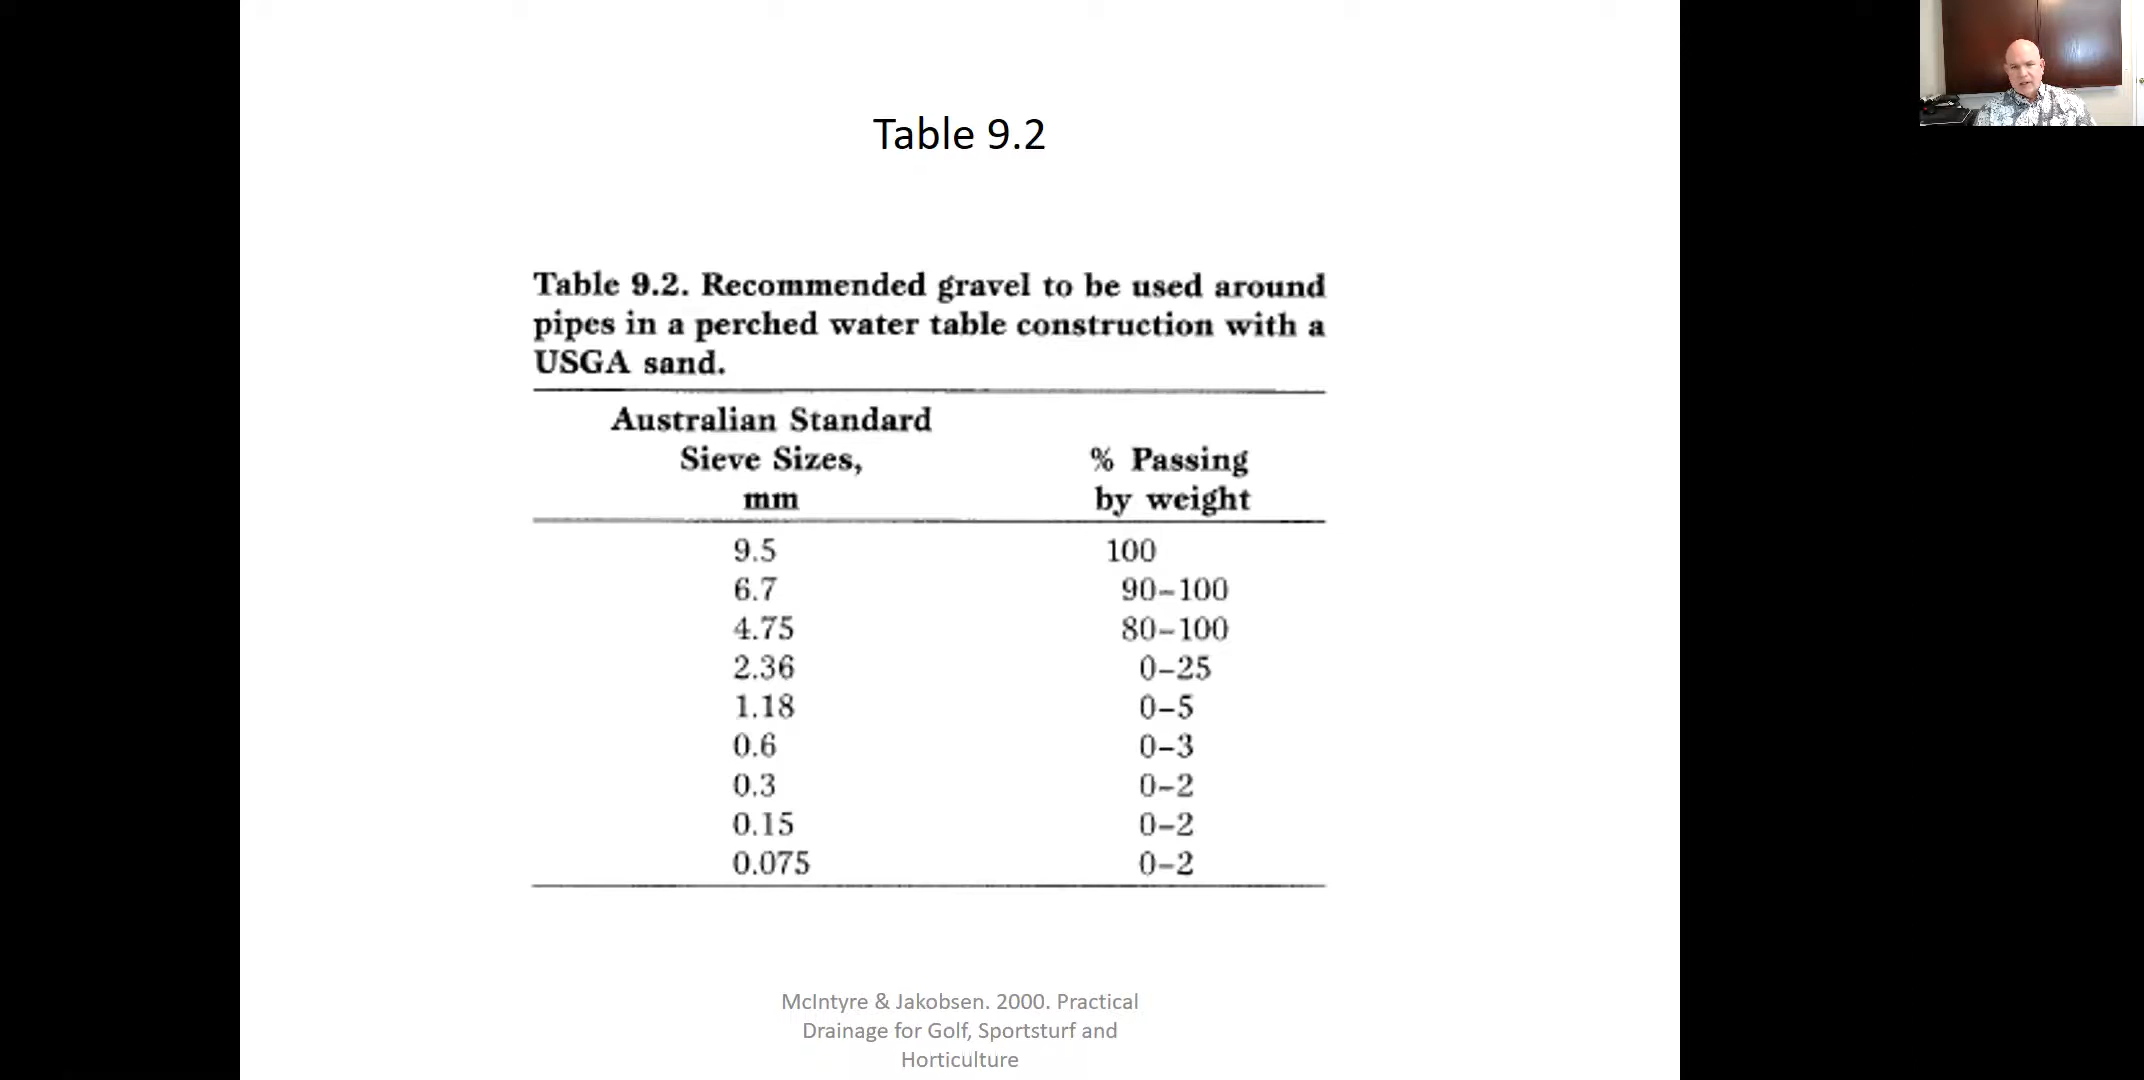 Table 9.2
Table 9.2. Recommended gravel to be used around
pipes in a perched water table construction with a
USGA sand.
Australian Standard
Sieve Sizes,
mm
% Passing
by weight
9.5 100
6.7 90–100
4.75 80–100
2.36 0–25
1.18 0–5
0.6 0–3
0.3 0–2
0.15 0–2
0.075 0–2
McIntyre & Jakobsen. 2000. Practical
Drainage for Golf, Sportsturf and
Horticulture